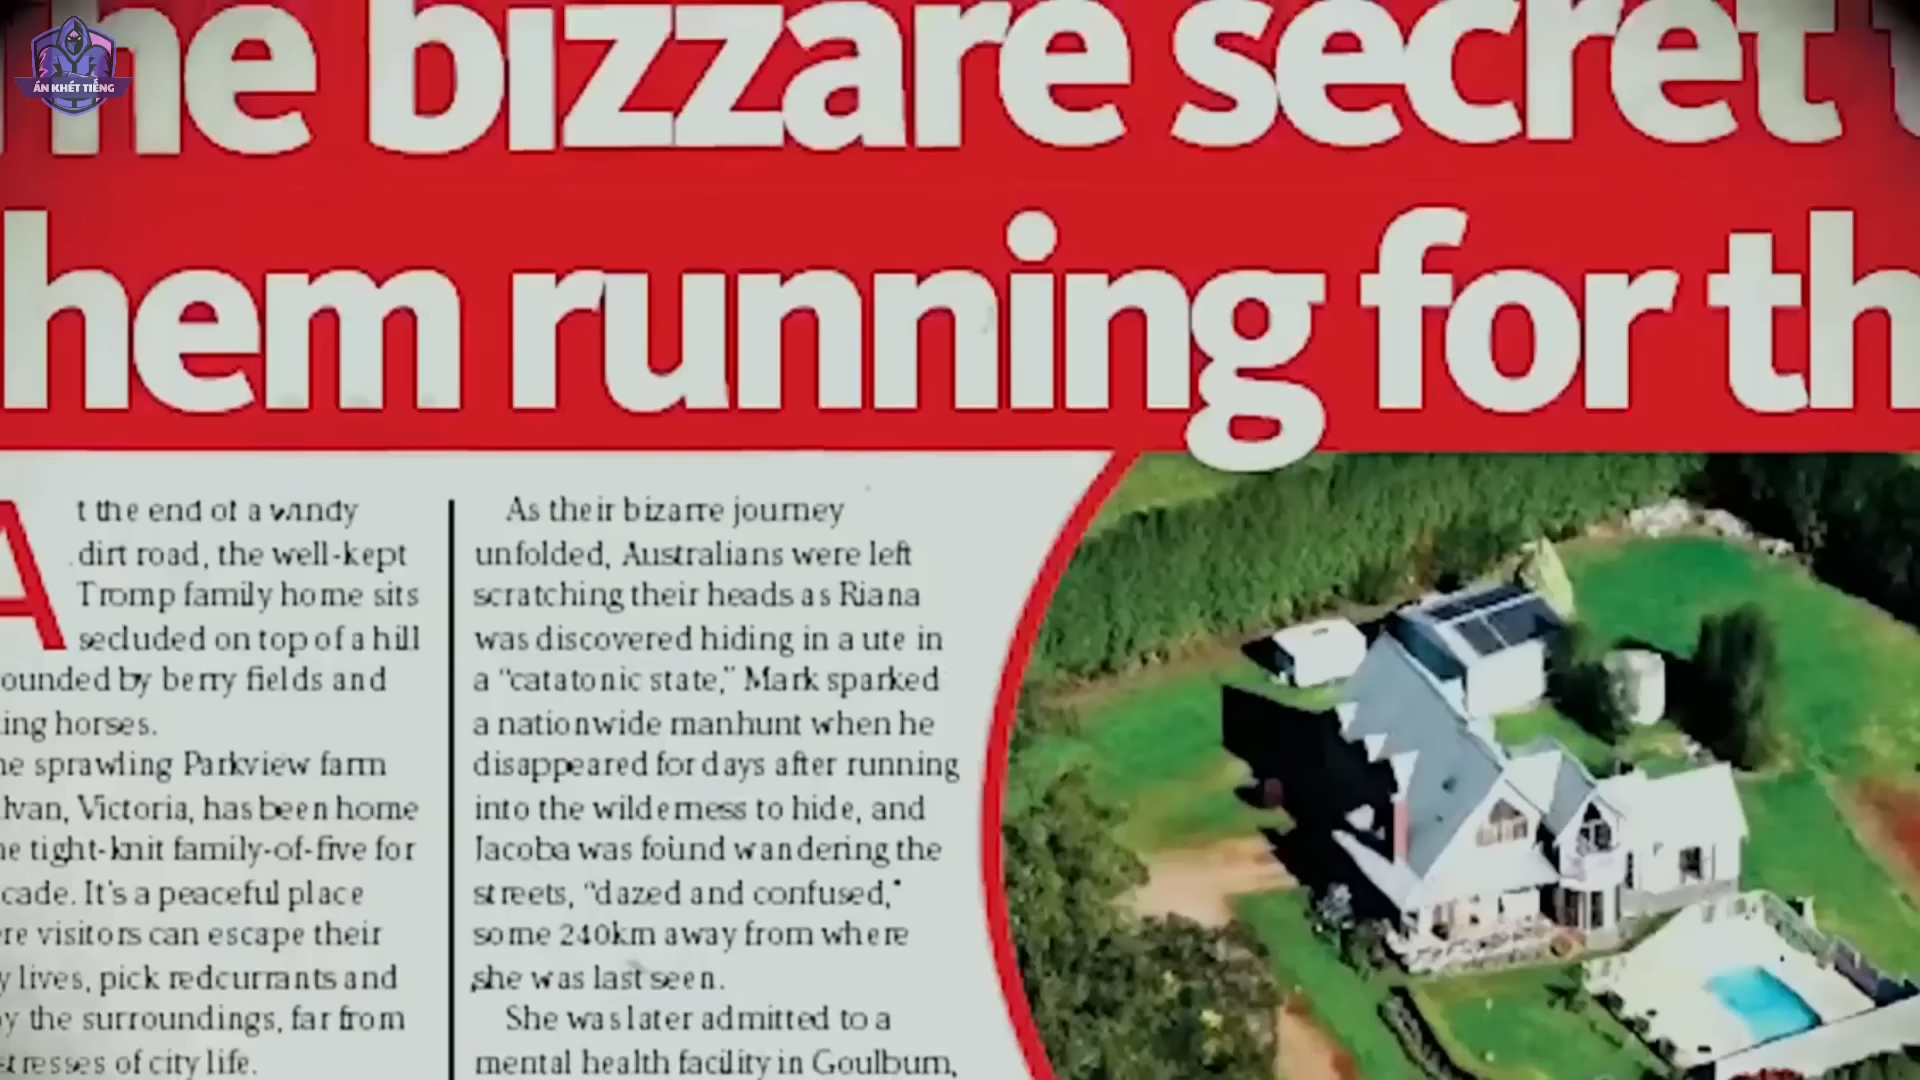 ÁN KHÉT TIẾNG
he bizzare secret
hem running for th
A
t the end of a windy
dirt road, the well-kept
Tromp family home sits
secluded on top of a hill
ounded by berry fields and
ing horses.
he sprawling Parkview farm
lvan, Victoria, has been home
he tight-knit family-of-five for
cade. It's a peaceful place
ere visitors can escape their
y lives, pick redcurrants and
oy the surroundings, far from
stresses of city life.
As their bizarre journey
unfolded, Australians were left
scratching their heads as Riana
was discovered hiding in a ute in
a "catatonic state," Mark sparked
a nationwide manhunt when he
disappeared for days after running
into the wilderness to hide, and
Jacoba was found wandering the
streets, "dazed and confused,"
some 240km away from where
she was last seen.
She was later admitted to a
mental health facility in Goulburn,